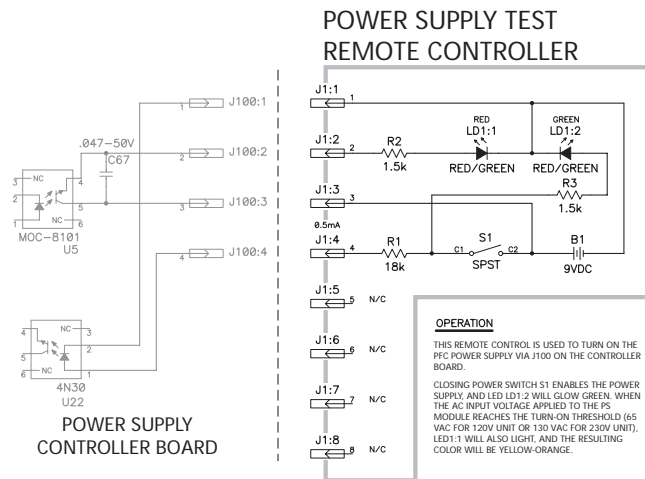 POWER SUPPLY TEST
REMOTE CONTROLLER
J100:1
1
.047-50V
C67
J100:2
2
J100:3
3
J100:4
4
NC
3
4
2
5
1
NC
6
MOC-8101
U5
4
NC
3
5
2
6
NC
1
4N30
U22
POWER SUPPLY
CONTROLLER BOARD
J1:1
1
J1:2
2
R2
1.5k
RED
LD1:1
RED/GREEN
GREEN
LD1:2
RED/GREEN
R3
1.5k
J1:3
3
0.5mA
J1:4
4
R1
18k
S1
C1
C2
SPST
B1
9VDC
J1:5
5 N/C
J1:6
6 N/C
J1:7
7 N/C
J1:8
8 N/C
OPERATION
THIS REMOTE CONTROL IS USED TO TURN ON THE
PFC POWER SUPPLY VIA J100 ON THE CONTROLLER
BOARD.
CLOSING POWER SWITCH S1 ENABLES THE POWER
SUPPLY, AND LED LD1:2 WILL GLOW GREEN. WHEN
THE AC INPUT VOLTAGE APPLIED TO THE PS
MODULE REACHES THE TURN-ON THRESHOLD (65
VAC FOR 120V UNIT OR 130 VAC FOR 230V UNIT),
LED1:1 WILL ALSO LIGHT, AND THE RESULTING
COLOR WILL BE YELLOW-ORANGE.